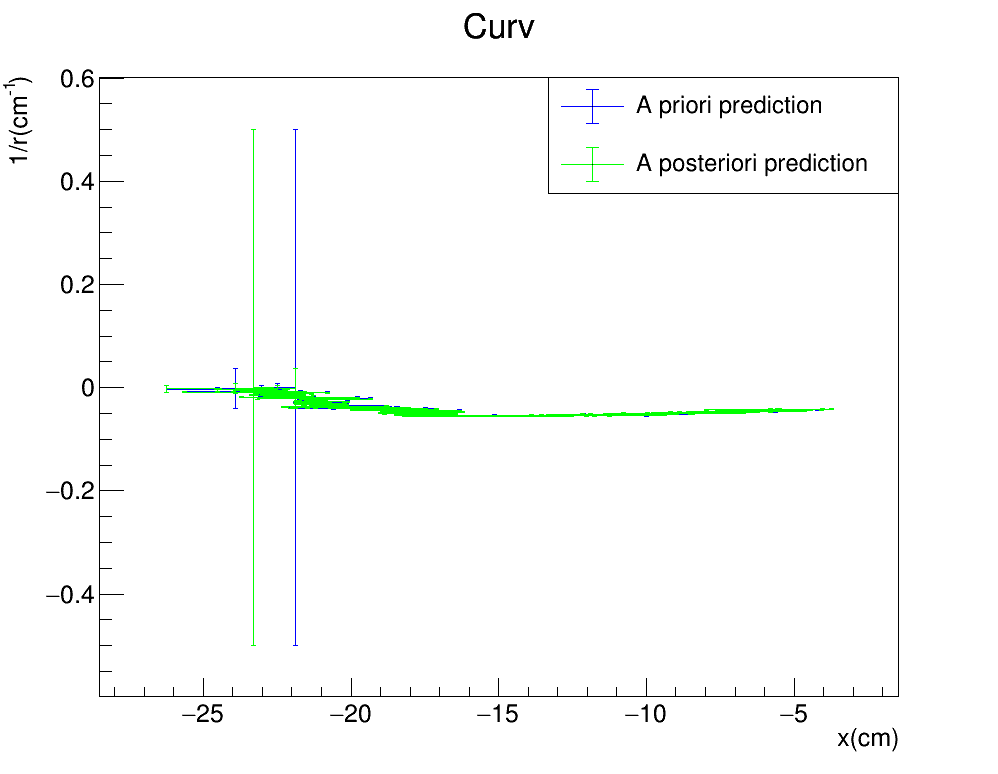 Curv
1/r(cm⁻¹)
0.6
0.4
0.2
0
−0.2
−0.4
A priori prediction
A posteriori prediction
−25 −20 −15 −10 −5
x(cm)